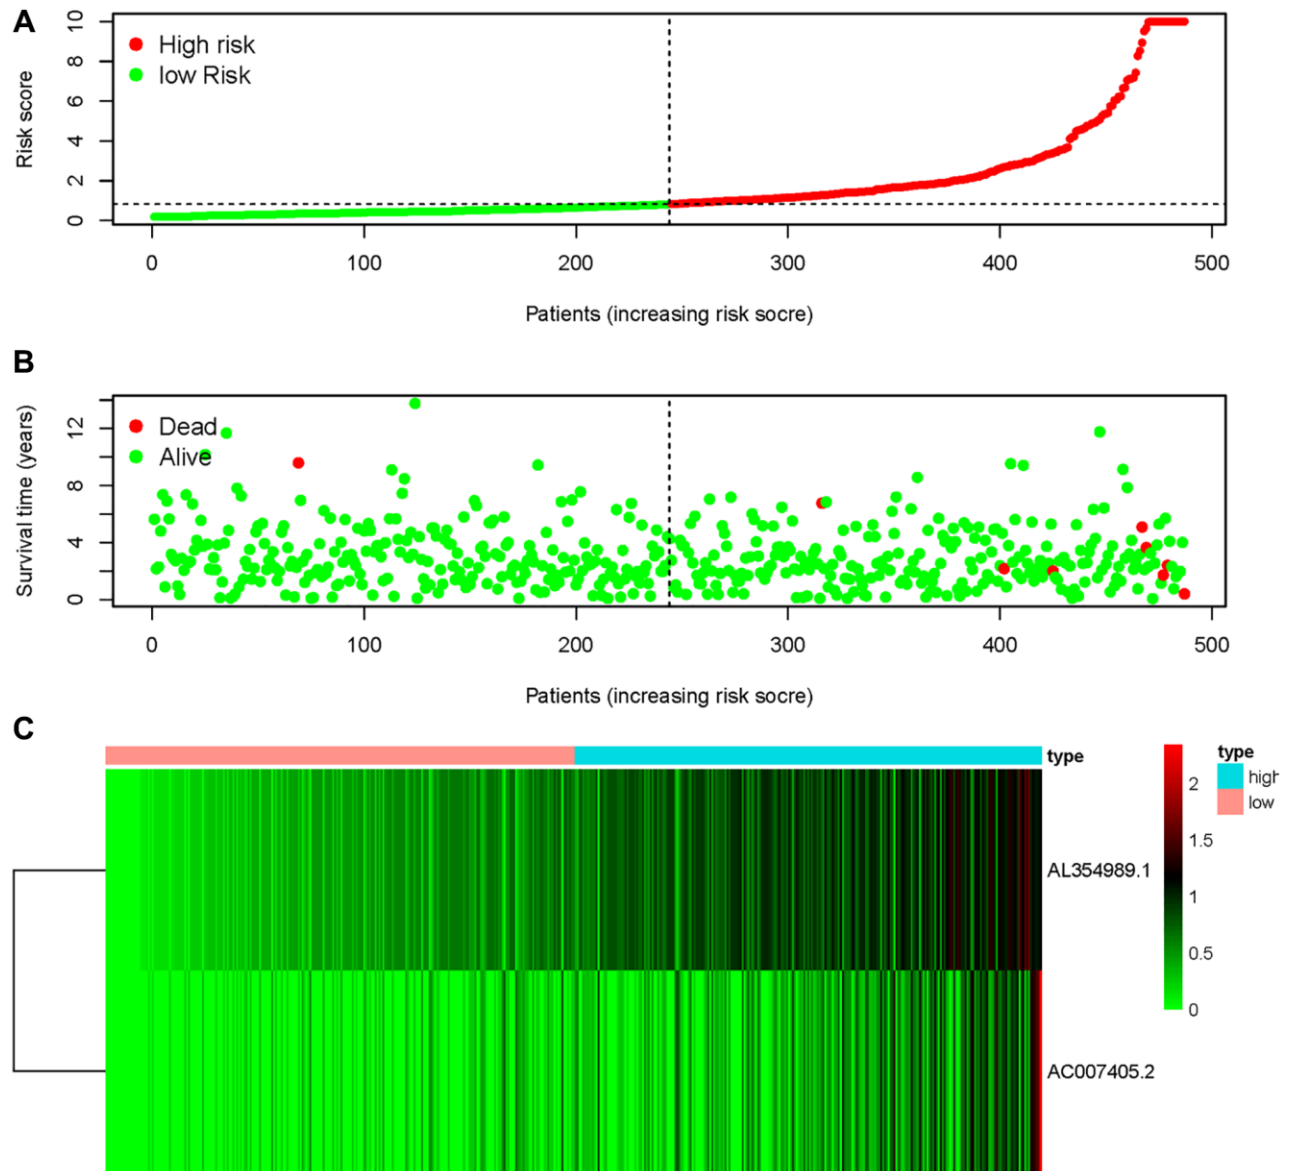 A
High risk
low Risk
Risk score
10
8
6
4
2
0
0 100 200 300 400 500
Patients (increasing risk socre)
B
Dead
Alive
Survival time (years)
12
8
4
0
0 100 200 300 400 500
Patients (increasing risk socre)
C
type
type
high
low
2
1.5
1
0.5
0
AL354989.1
AC007405.2